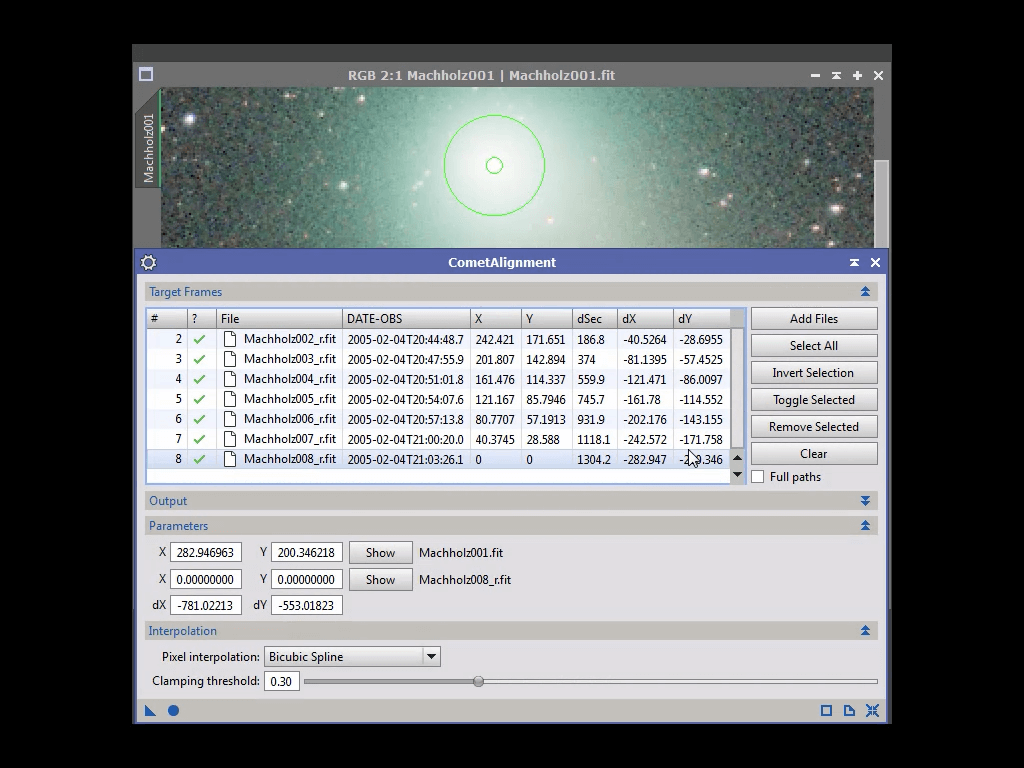 RGB 2:1 Machholz001 | Machholz001.fit
Machholz001
CometAlignment
Target Frames
# ? File DATE-OBS X Y dSec dX dY
2 Machholz002_r.fit 2005-02-04T20:44:48.7 242.421 171.651 186.8 -40.5264 -28.6955
3 Machholz003_r.fit 2005-02-04T20:47:55.9 201.807 142.894 374 -81.1395 -57.4525
4 Machholz004_r.fit 2005-02-04T20:51:01.8 161.476 114.337 559.9 -121.471 -86.0097
5 Machholz005_r.fit 2005-02-04T20:54:07.6 121.167 85.7946 745.7 -161.78 -114.552
6 Machholz006_r.fit 2005-02-04T20:57:13.8 80.7707 57.1913 931.9 -202.176 -143.155
7 Machholz007_r.fit 2005-02-04T21:00:20.0 40.3745 28.588 1118.1 -242.572 -171.758
8 Machholz008_r.fit 2005-02-04T21:03:26.1 0 0 1304.2 -282.947
Add Files
Select All
Invert Selection
Toggle Selected
Remove Selected
Clear
Full paths
Output
Parameters
X 282.946963 Y 200.346218 Show Machholz001.fit
X 0.00000000 Y 0.00000000 Show Machholz008_r.fit
dX -781.02213 dY -553.01823
Interpolation
Pixel interpolation: Bicubic Spline
Clamping threshold: 0.30